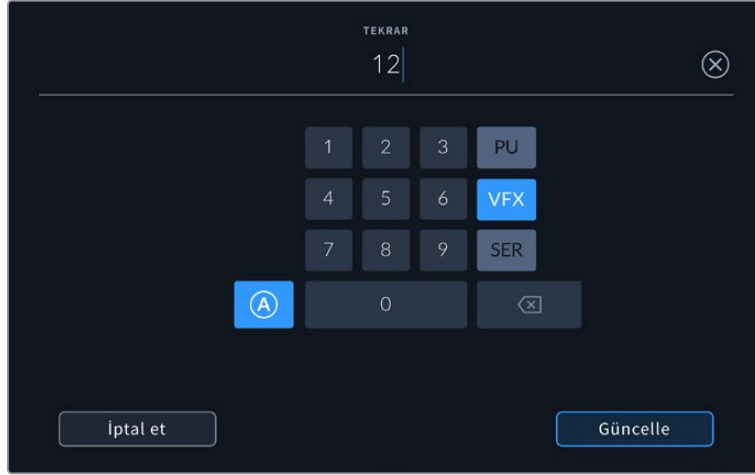 TEKRAR
12
1 2 3 PU
4 5 6 VFX
7 8 9 SER
A 0
İptal et Güncelle